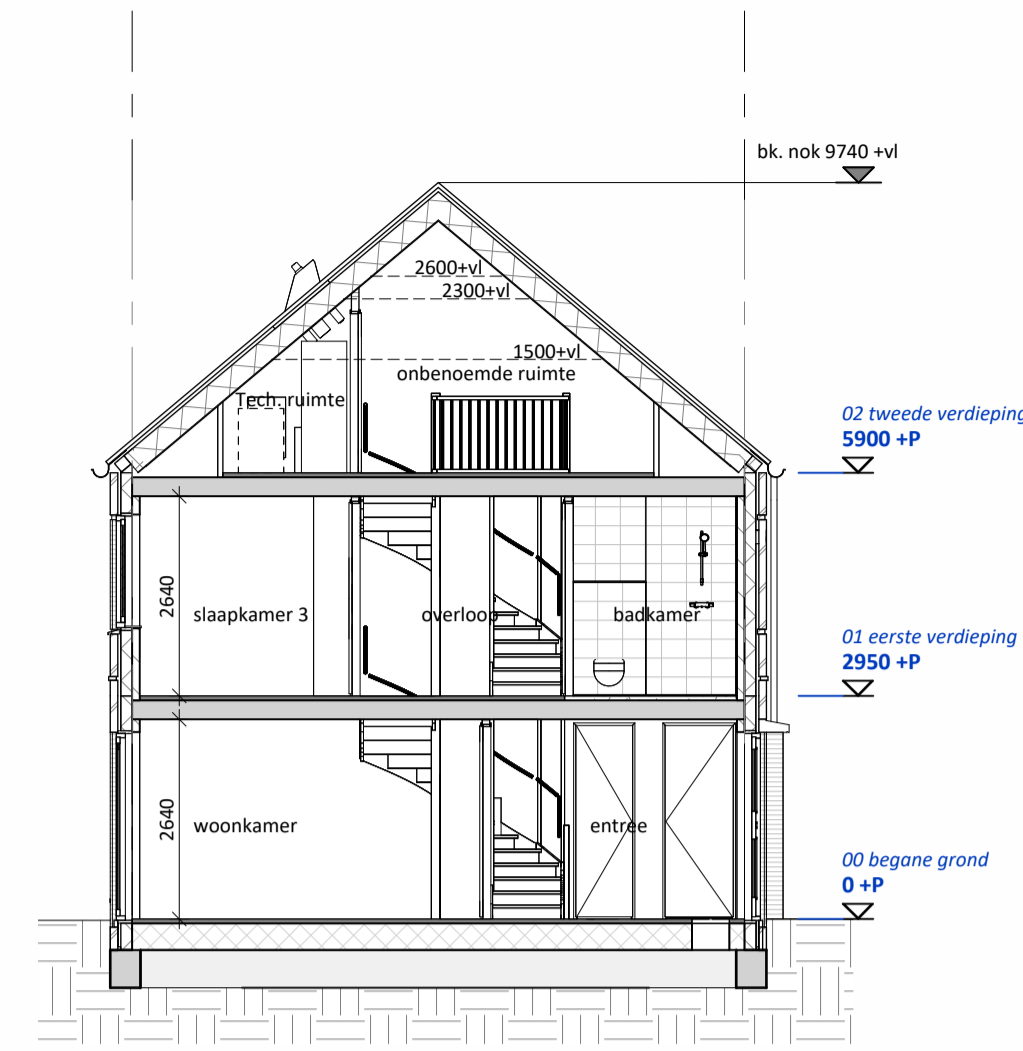 bk. nok 9740 +vl
2600+vl
2300+vl
1500+vl
onbenoemde ruimte
Tech. ruimte
02 tweede verdieping
5900 +P
2640
slaapkamer 3
overloop
badkamer
01 eerste verdieping
2950 +P
2640
woonkamer
entree
00 begane grond
0 +P